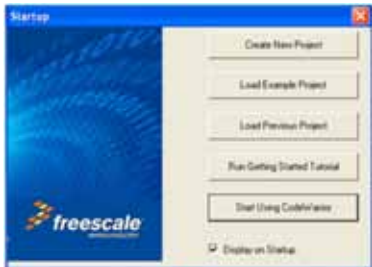 Startup
Create New Project
Load Example Project
Load Previous Project
Run Getting Started Tutorial
Start Using CodeWarrior
freescale
Display on Startup